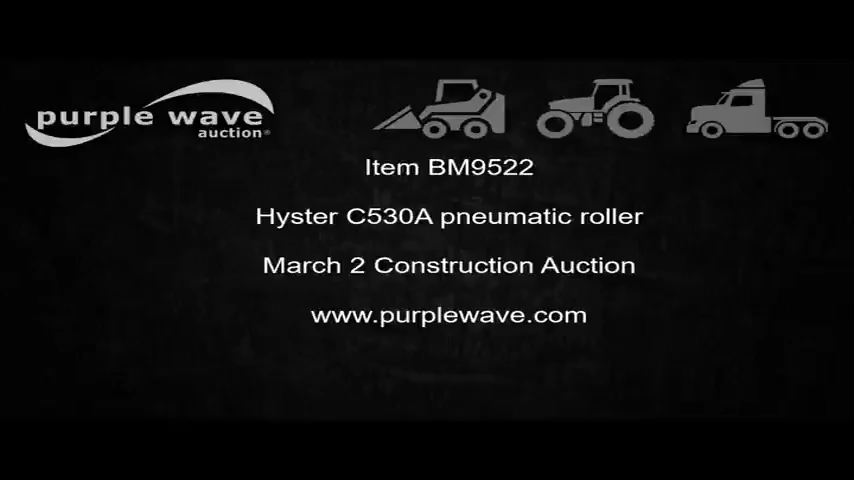 purple wave
auction®
Item BM9522
Hyster C530A pneumatic roller
March 2 Construction Auction
www.purplewave.com